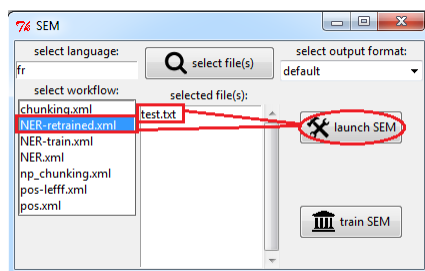 SEM
select language:
select file(s)
select output format:
fr
default
select workflow:
selected file(s):
chunking.xml
NER-retrained.xml
NER-train.xml
NER.xml
np_chunking.xml
pos-lefff.xml
pos.xml
test.txt
launch SEM
train SEM